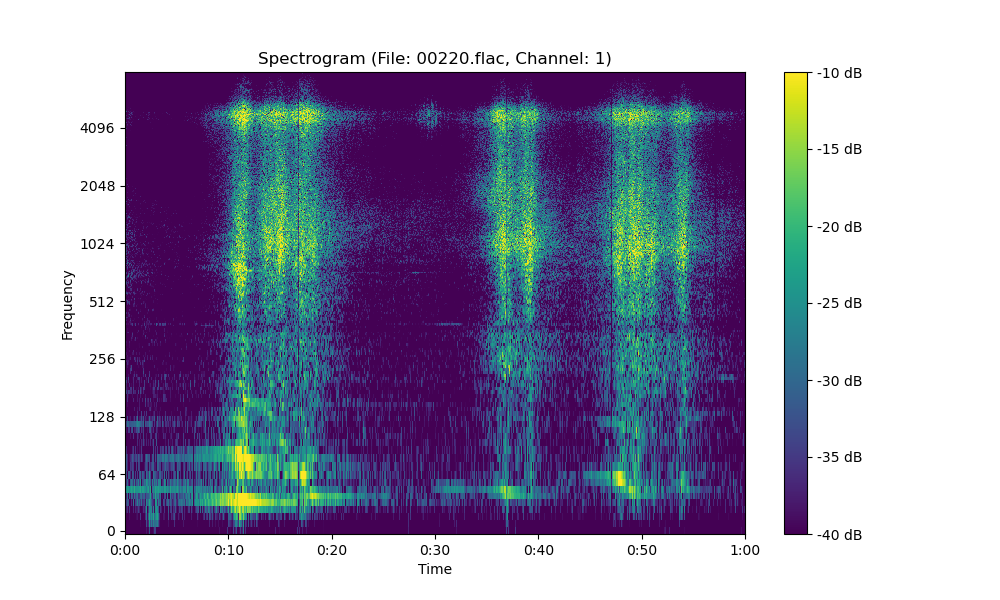 Spectrogram (File: 00220.flac, Channel: 1)
Frequency
4096
2048
1024
512
256
128
64
0
0:00 0:10 0:20 0:30 0:40 0:50 1:00
Time
-10 dB
-15 dB
-20 dB
-25 dB
-30 dB
-35 dB
-40 dB